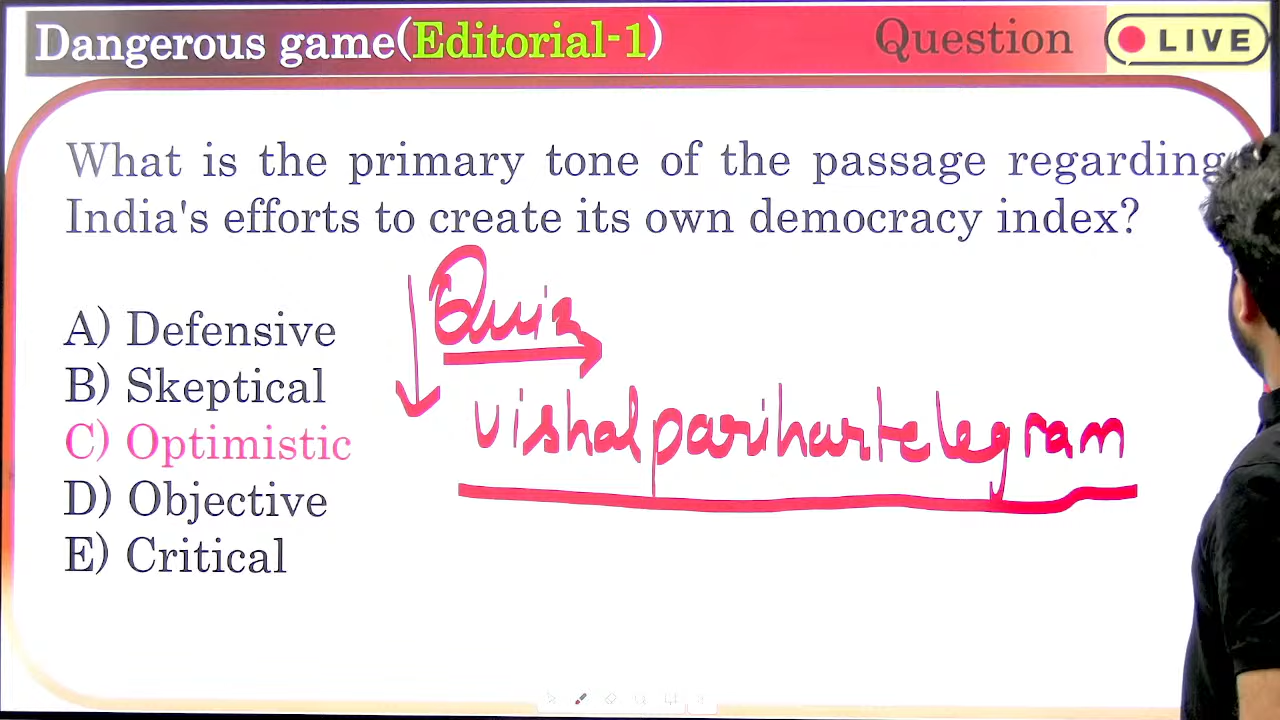 Dangerous game(Editorial-1)
Question
LIVE
What is the primary tone of the passage regarding
India's efforts to create its own democracy index?
Quiz
A) Defensive
B) Skeptical
vishalparihartelegram
C) Optimistic
D) Objective
E) Critical